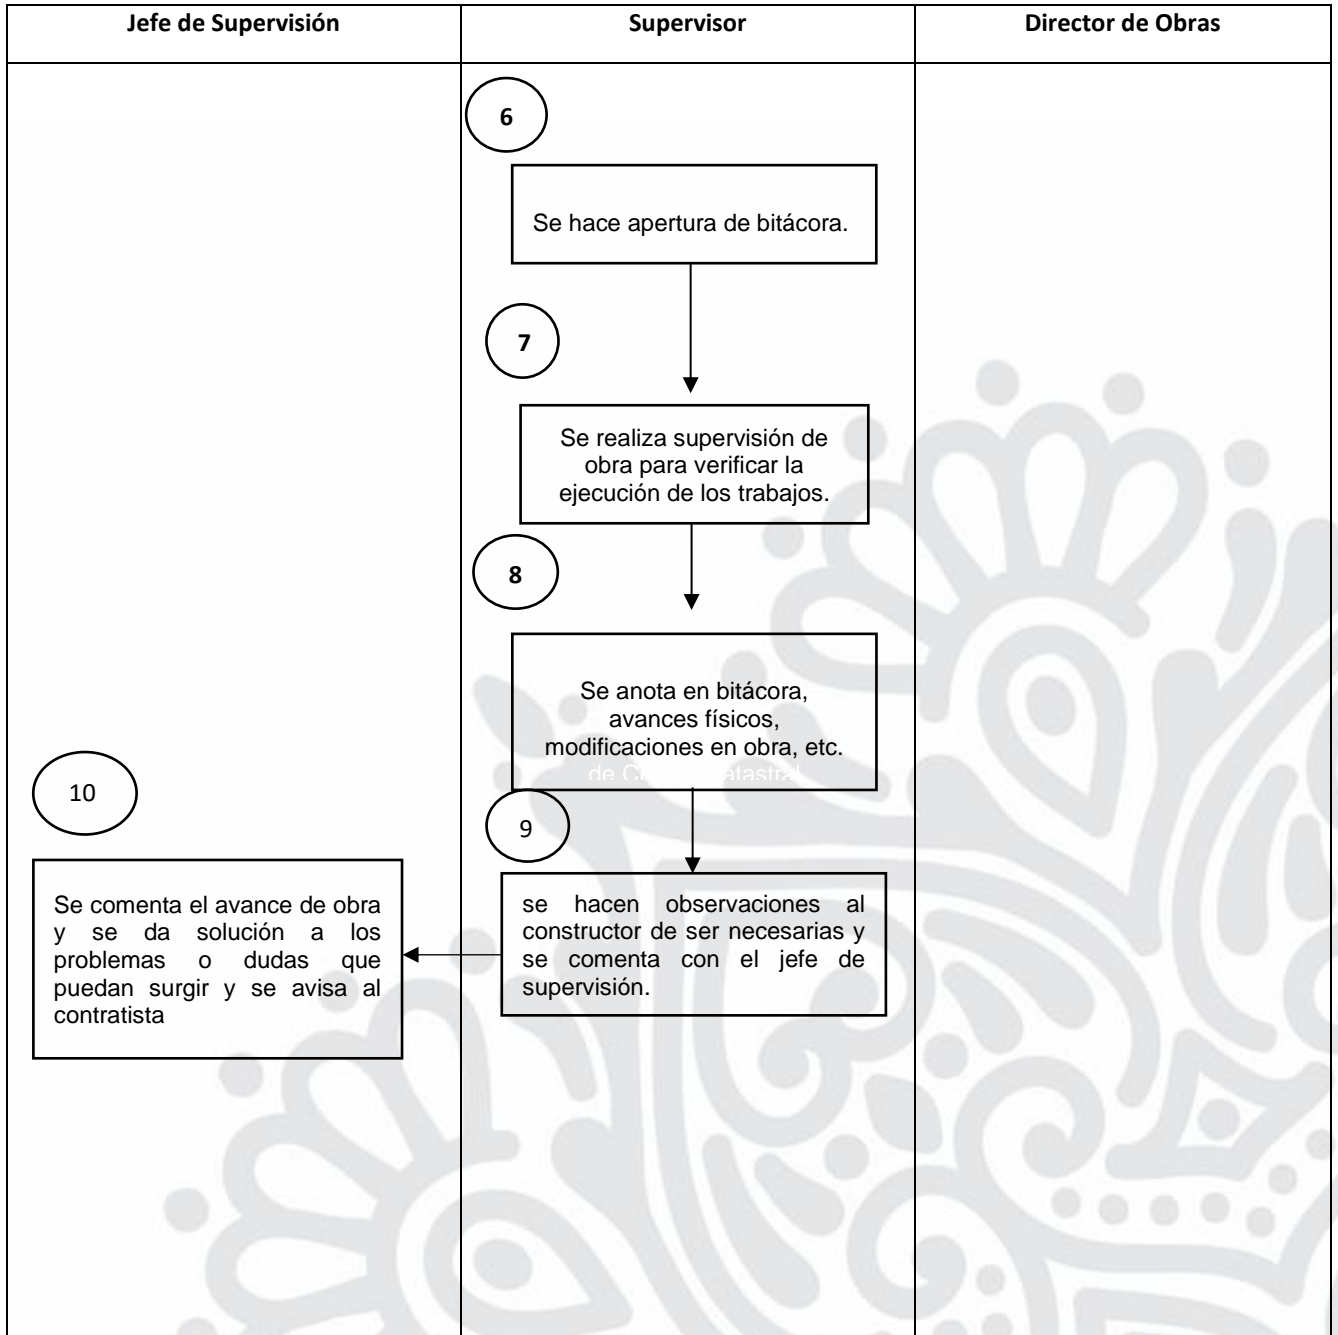 Jefe de Supervisión
Supervisor
Director de Obras
6
Se hace apertura de bitácora.
7
Se realiza supervisión de
obra para verificar la
ejecución de los trabajos.
8
Se anota en bitácora,
avances físicos,
modificaciones en obra, etc.
9
se hacen observaciones al
constructor de ser necesarias y
se comenta con el jefe de
supervisión.
10
Se comenta el avance de obra
y se da solución a los
problemas o dudas que
puedan surgir y se avisa al
contratista